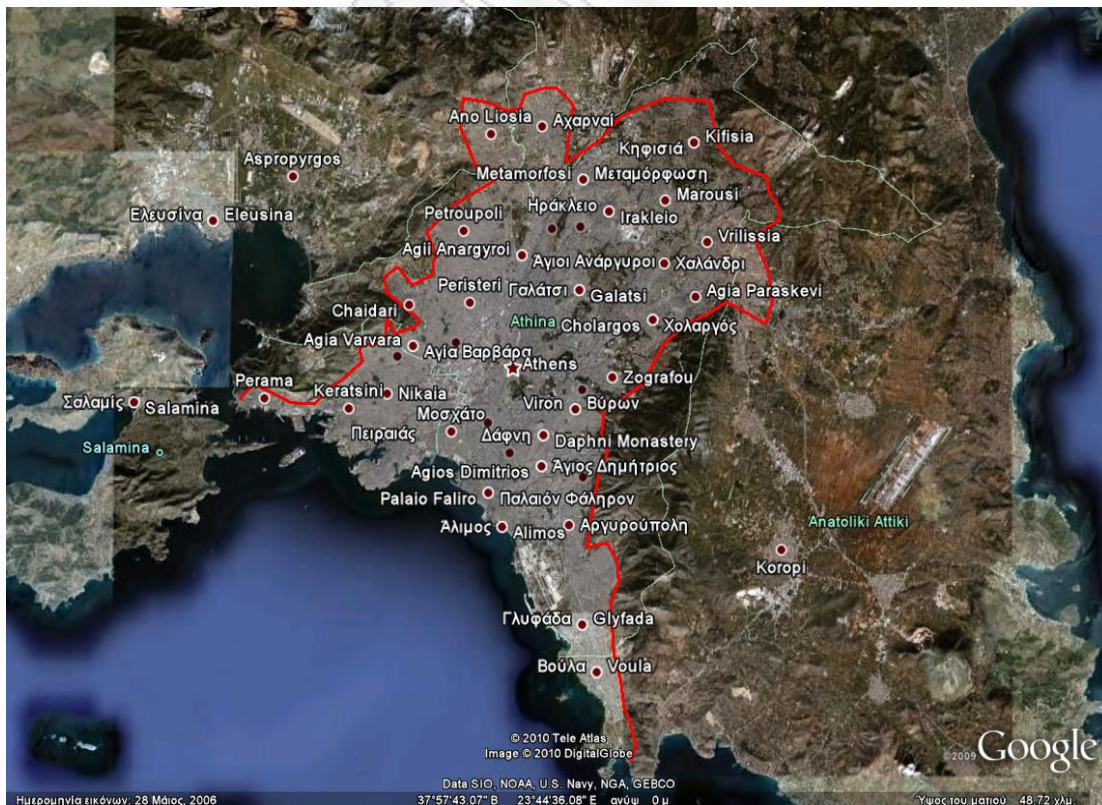 Ano Liosia Αχαρναί
Κηφισιά Kifisia
Aspropyrgos
Metamorfosi Μεταμόρφωση
Marousi
Ηράκλειο Irakleio
Ελευσίνα Eleusina
Petroupoli
Vrilissia
Agii Anargyroi Άγιοι Ανάργυροι Χαλάνδρι
Peristeri Γαλάτσι Galatsi Agia Paraskevi
Chaidari
Athina Cholargos Χολαργός
Agia Varvara Αγία Βαρβάρα
Athens
Zografou
Perama Keratsini Nikaia
Σαλαμίς Salamina
Viron Βύρων
Μοσχάτο
Πειραιάς Δάφνη Daphni Monastery
Salamina
Agios Dimitrios Άγιος Δημήτριος
Palaio Faliro Παλαιόν Φάληρον
Άλιμος Alimos Αργυρούπολη
Anatoliki Attiki
Koropi
Γλυφάδα Glyfada
Βούλα Voula
© 2010 Tele Atlas
Image © 2010 DigitalGlobe
©2009 Google
Data SIO, NOAA, U.S. Navy, NGA, GEBCO
Ημερομηνία εικόνων: 28 Μάιος, 2006 37°57'43.07" Β 23°44'36.08" Ε ανύψ 0 μ Ύψος του ματιού 48.72 χλμ